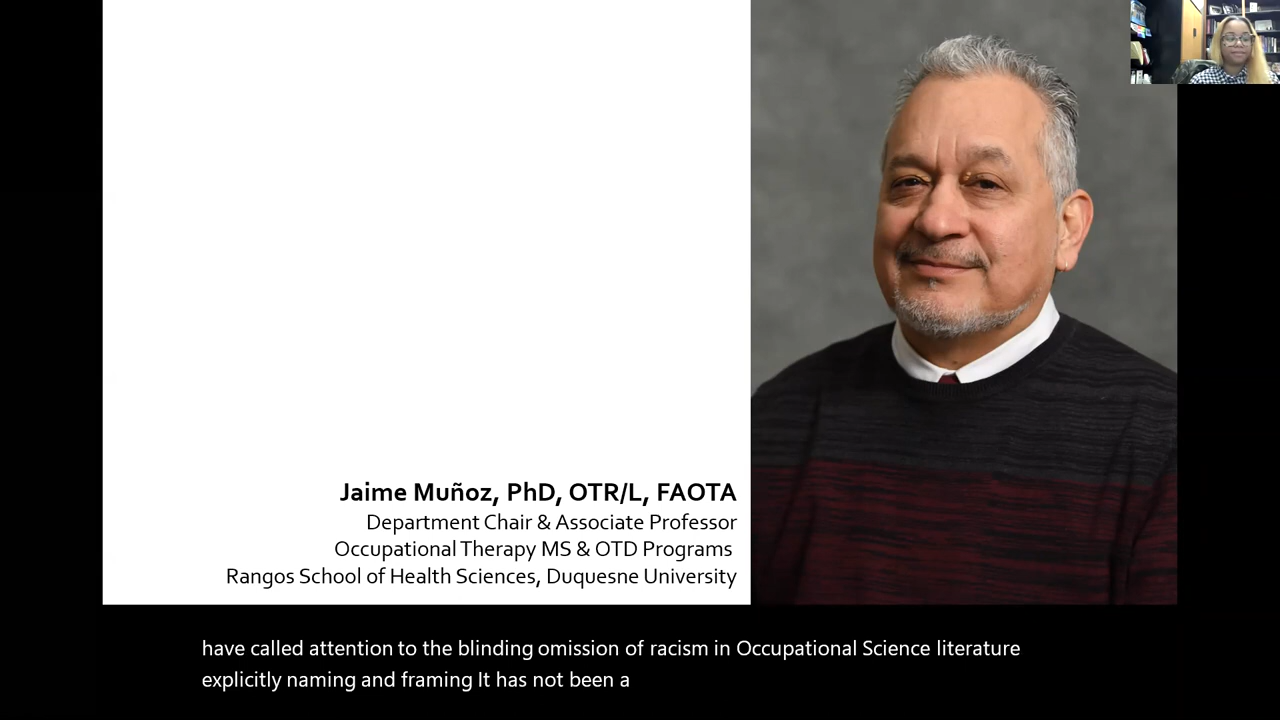 Jaime Muñoz, PhD, OTR/L, FAOTA
Department Chair & Associate Professor
Occupational Therapy MS & OTD Programs
Rangos School of Health Sciences, Duquesne University
have called attention to the blinding omission of racism in Occupational Science literature
explicitly naming and framing It has not been a